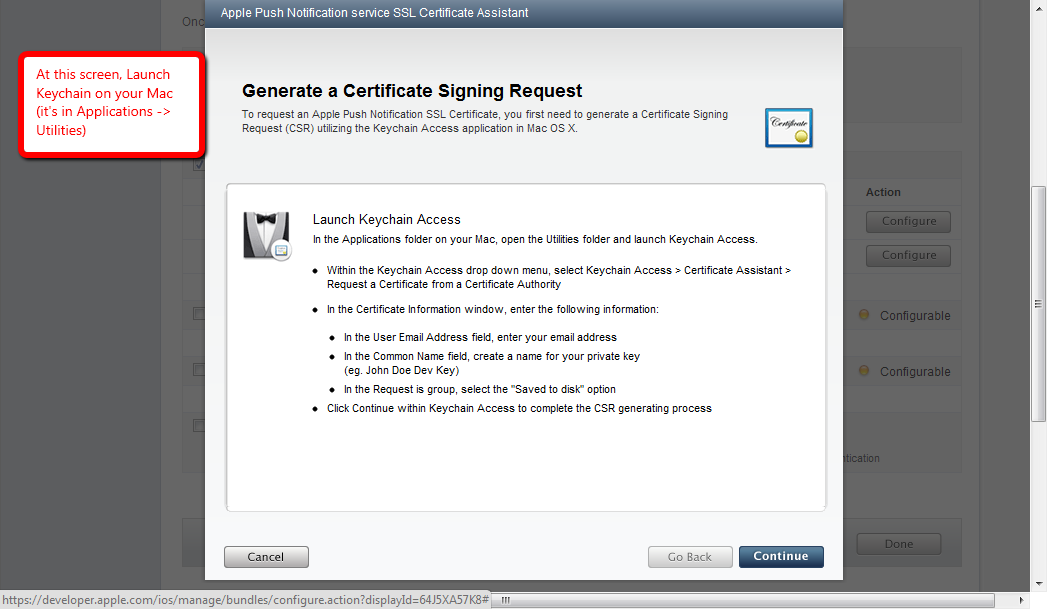 Apple Push Notification service SSL Certificate Assistant
Onc
At this screen, Launch
Keychain on your Mac
(it's in Applications ->
Utilities)
Generate a Certificate Signing Request
To request an Apple Push Notification SSL Certificate, you first need to generate a Certificate Signing
Request (CSR) utilizing the Keychain Access application in Mac OS X.
Certificate
Launch Keychain Access
In the Applications folder on your Mac, open the Utilities folder and launch Keychain Access.
Within the Keychain Access drop down menu, select Keychain Access > Certificate Assistant >
Request a Certificate from a Certificate Authority
In the Certificate Information window, enter the following information:
In the User Email Address field, enter your email address
In the Common Name field, create a name for your private key
(eg. John Doe Dev Key)
In the Request is group, select the "Saved to disk" option
Click Continue within Keychain Access to complete the CSR generating process
Action
Configure
Configure
Configurable
Configurable
ntication
Cancel
Go Back
Continue
Done
https://developer.apple.com/ios/manage/bundles/configure.action?displayId=64J5XA57K8#